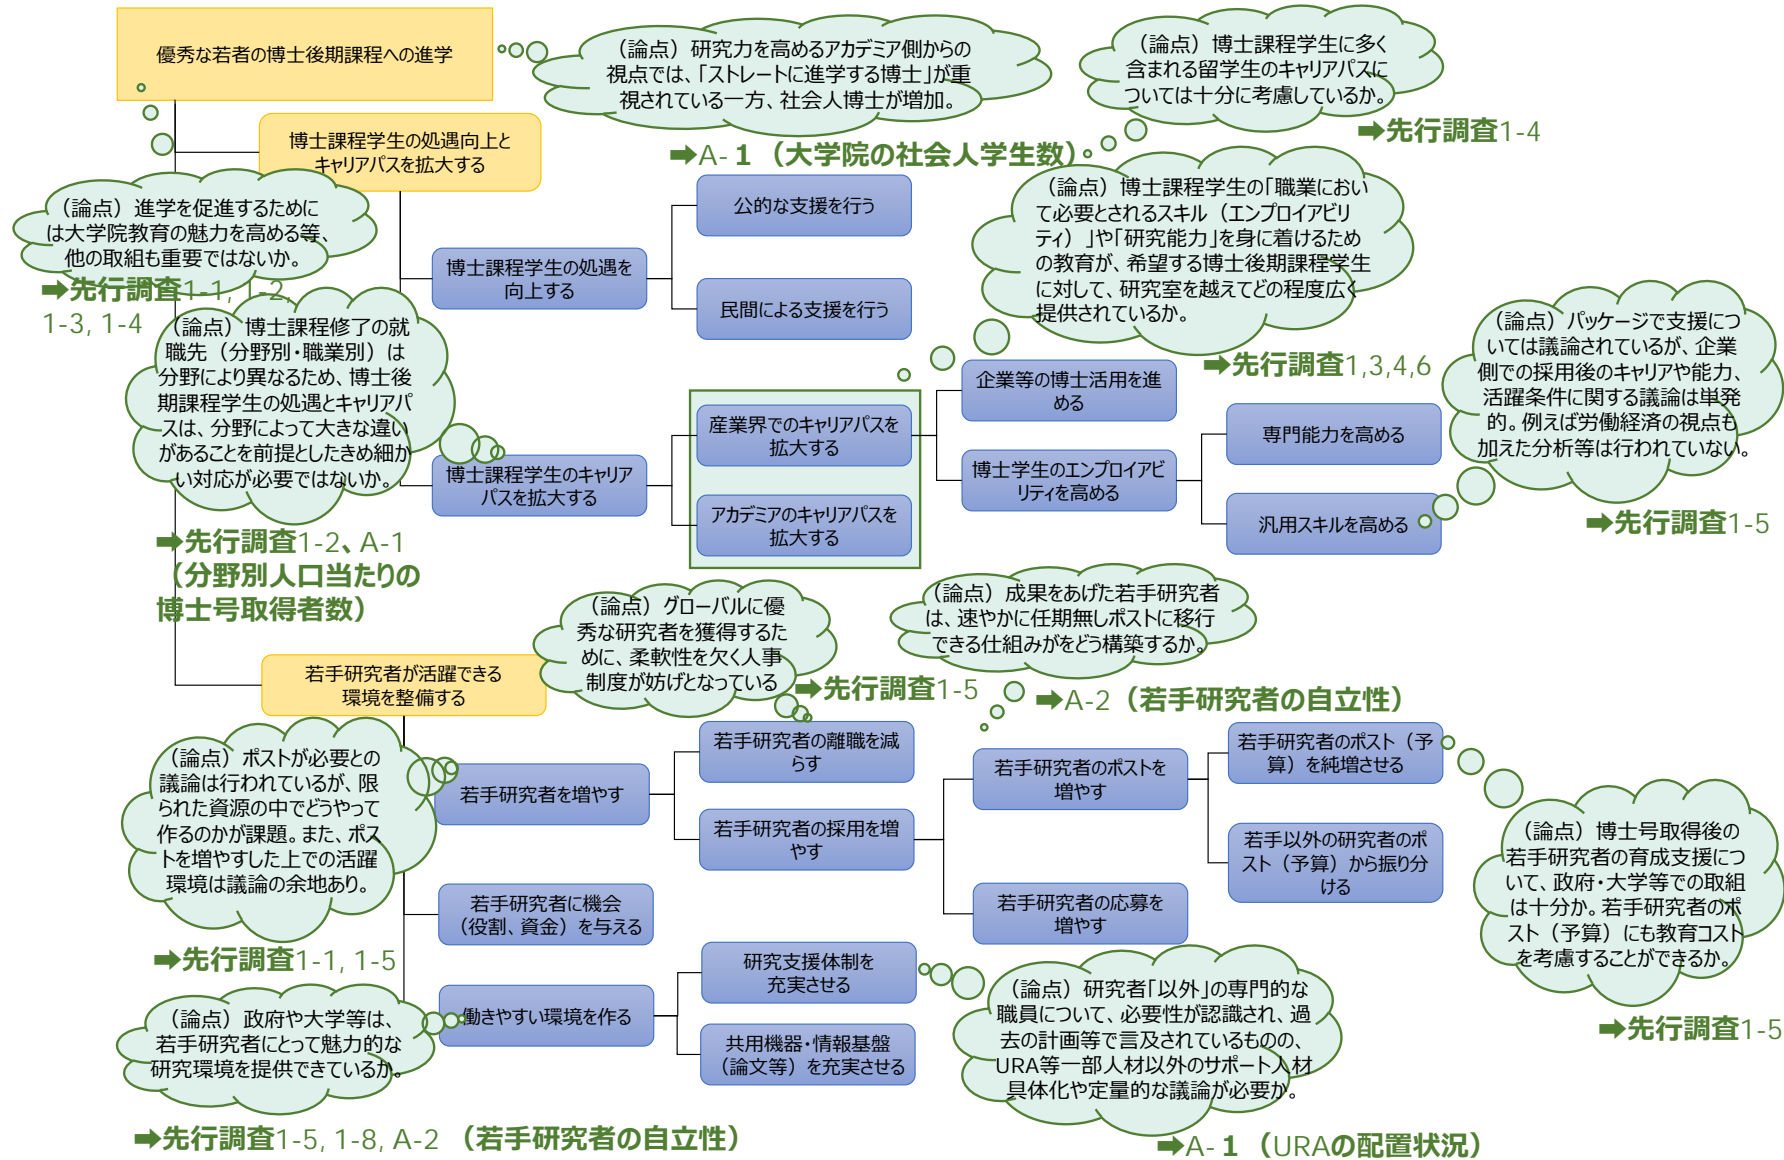 優秀な若者の博士後期課程への進学
（論点）研究力を高めるアカデミア側からの
視点では、「ストレートに進学する博士」が重
視されている一方、社会人博士が増加。
➡A-１（大学院の社会人学生数）
（論点）博士課程学生に多く
含まれる留学生のキャリアパスに
ついては十分に考慮しているか。
➡先行調査1-4
博士課程学生の処遇向上と
キャリアパスを拡大する
（論点）進学を促進するために
は大学院教育の魅力を高める等、
他の取組も重要ではないか。
➡先行調査1-1, 1-2,
1-3, 1-4
公的な支援を行う
博士課程学生の処遇を
向上する
民間による支援を行う
（論点）博士課程学生の「職業におい
て必要とされるスキル（エンプロイアビリ
ティ）」や「研究能力」を身に着けるため
の教育が、希望する博士後期課程学生
に対して、研究室を越えてどの程度広く
提供されているか。
➡先行調査1,3,4,6
（論点）博士課程修了の就
職先（分野別・職業別）は
分野により異なるため、博士後
期課程学生の処遇とキャリアパ
スは、分野によって大きな違い
があることを前提としたきめ細か
い対応が必要ではないか。
➡先行調査1-2、A-1
（分野別人口当たりの
博士号取得者数）
博士課程学生のキャリア
パスを拡大する
産業界でのキャリアパスを
拡大する
アカデミアのキャリアパスを
拡大する
企業等の博士活用を進
める
博士学生のエンプロイアビ
リティを高める
専門能力を高める
汎用スキルを高める
（論点）パッケージで支援につ
いては議論されているが、企業
側での採用後のキャリアや能力、
活躍条件に関する議論は単発
的。例えば労働経済の視点も
加えた分析等は行われていない。
➡先行調査1-5
若手研究者が活躍できる
環境を整備する
（論点）グローバルに優
秀な研究者を獲得するた
めに、柔軟性を欠く人事
制度が妨げとなっている
➡先行調査1-5
（論点）成果をあげた若手研究者
は、速やかに任期無しポストに移行
できる仕組みがをどう構築するか。
➡A-2（若手研究者の自立性）
（論点）ポストが必要との
議論は行われているが、限
られた資源の中でどうやって
作るのかが課題。また、ポス
トを増やすした上での活躍
環境は議論の余地あり。
➡先行調査1-1, 1-5
若手研究者を増やす
若手研究者の離職を減
らす
若手研究者の採用を増
やす
若手研究者のポストを
増やす
若手研究者の応募を
増やす
若手研究者のポスト（予
算）を純増させる
若手以外の研究者のポ
スト（予算）から振り分
ける
（論点）博士号取得後の
若手研究者の育成支援につ
いて、政府・大学等での取組
は十分か。若手研究者のポ
スト（予算）にも教育コスト
を考慮することができるか。
➡先行調査1-5
若手研究者に機会
（役割、資金）を与える
働きやすい環境を作る
研究支援体制を
充実させる
共用機器・情報基盤
（論文等）を充実させる
（論点）研究者「以外」の専門的な
職員について、必要性が認識され、過
去の計画等で言及されているものの、
URA等一部人材以外のサポート人材
具体化や定量的な議論が必要か。
➡A-１（URAの配置状況）
（論点）政府や大学等は、
若手研究者にとって魅力的な
研究環境を提供できているか。
➡先行調査1-5, 1-8, A-2 （若手研究者の自立性）